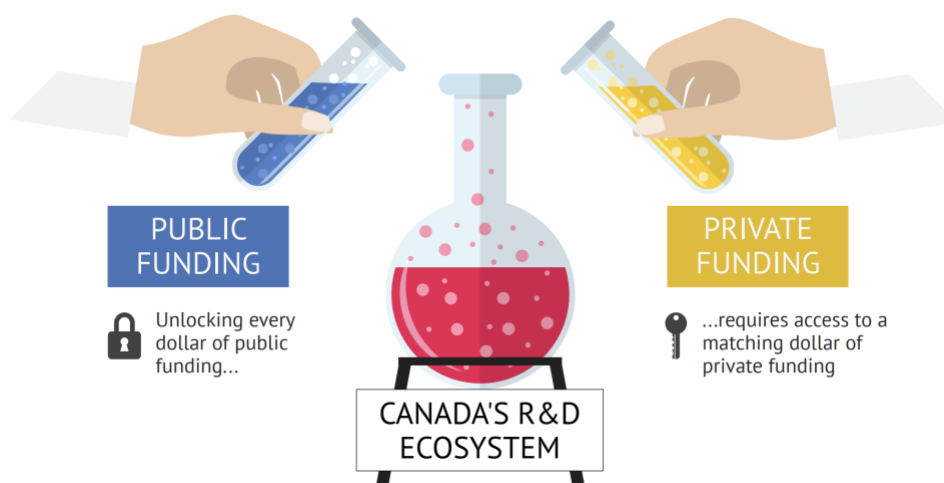 PUBLIC
FUNDING
Unlocking every
dollar of public
funding...
PRIVATE
FUNDING
...requires access to a
matching dollar of
private funding
CANADA'S R&D
ECOSYSTEM